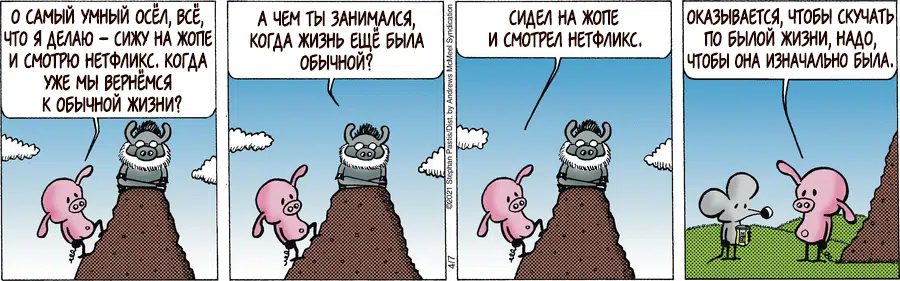 О САМЫЙ УМНЫЙ ОСЁЛ, ВСЁ,
ЧТО Я ДЕЛАЮ – СИЖУ НА ЖОПЕ
И СМОТРЮ НЕТФЛИКС. КОГДА
УЖЕ МЫ ВЕРНЁМСЯ
К ОБЫЧНОЙ ЖИЗНИ?
А ЧЕМ ТЫ ЗАНИМАЛСЯ,
КОГДА ЖИЗНЬ ЕЩЁ БЫЛА
ОБЫЧНОЙ?
©2021 Stephan Pastis/Dist. by Andrews McMeel Syndication
4/7
СИДЕЛ НА ЖОПЕ
И СМОТРЕЛ НЕТФЛИКС.
ОКАЗЫВАЕТСЯ, ЧТОБЫ СКУЧАТЬ
ПО БЫЛОЙ ЖИЗНИ, НАДО,
ЧТОБЫ ОНА ИЗНАЧАЛЬНО БЫЛА.